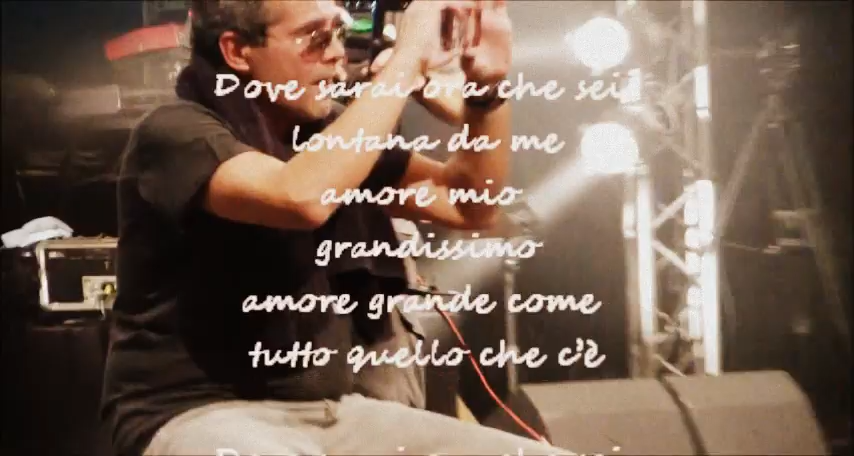 Dove sarai ora che sei
lontana da me
amore mio
grandissimo
amore grande come
tutto quello che c'è